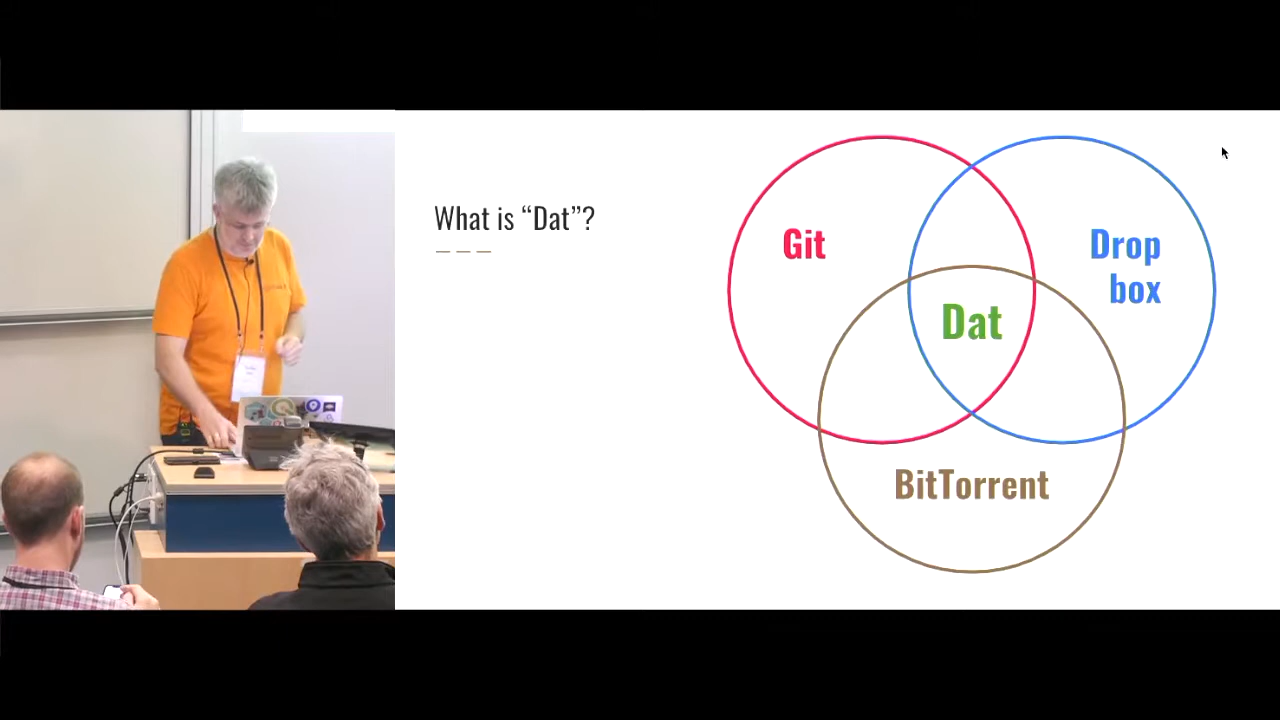 What is “Dat”?
Git
Drop
box
Dat
BitTorrent